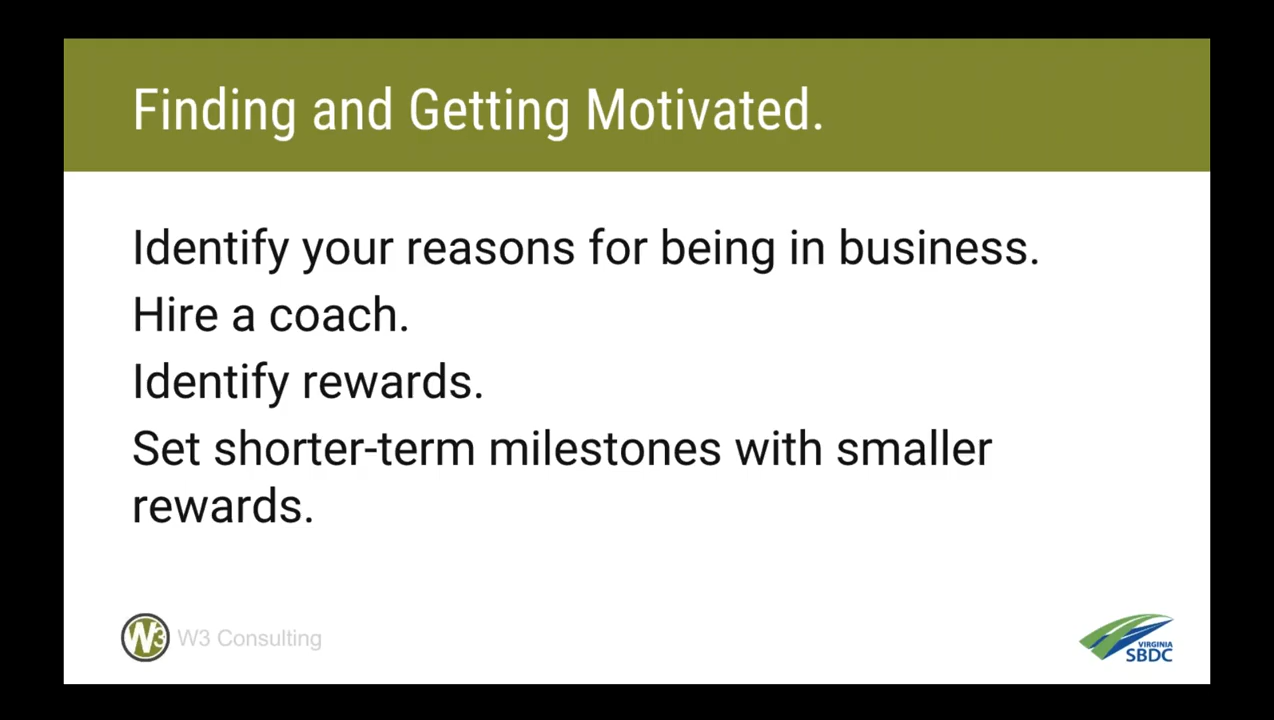 Finding and Getting Motivated.
Identify your reasons for being in business.
Hire a coach.
Identify rewards.
Set shorter-term milestones with smaller
rewards.
W3 W3 Consulting
VIRGINIA
SBDC